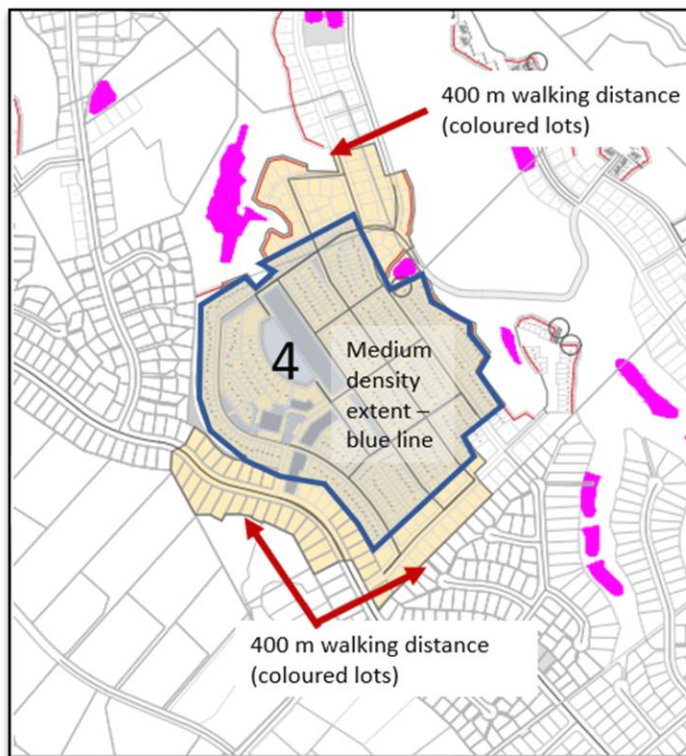 400 m walking distance
(coloured lots)
4
Medium
density
extent –
blue line
400 m walking distance
(coloured lots)